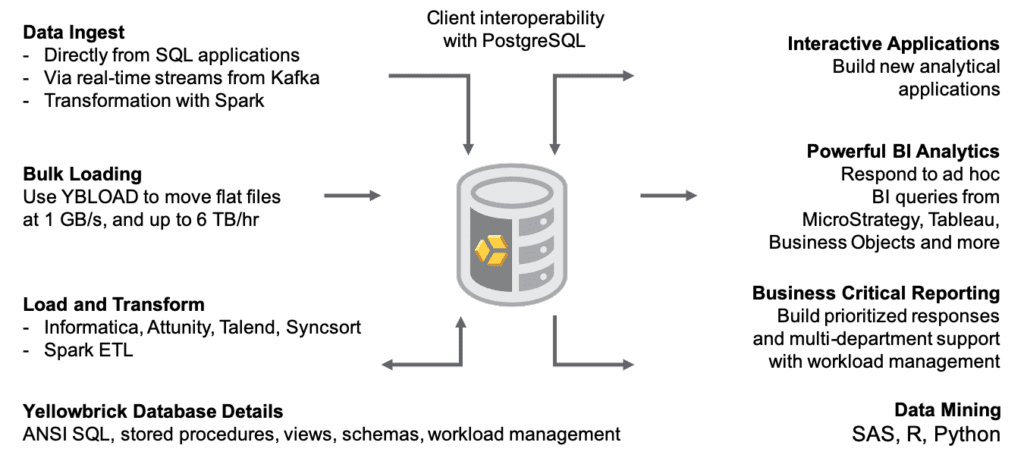 Data Ingest
- Directly from SQL applications
- Via real-time streams from Kafka
- Transformation with Spark
Client interoperability
with PostgreSQL
Interactive Applications
Build new analytical
applications
Bulk Loading
Use YBLOAD to move flat files
at 1 GB/s, and up to 6 TB/hr
Powerful BI Analytics
Respond to ad hoc
BI queries from
MicroStrategy, Tableau,
Business Objects and more
Load and Transform
- Informatica, Attunity, Talend, Syncsort
- Spark ETL
Business Critical Reporting
Build prioritized responses
and multi-department support
with workload management
Yellowbrick Database Details
ANSI SQL, stored procedures, views, schemas, workload management
Data Mining
SAS, R, Python